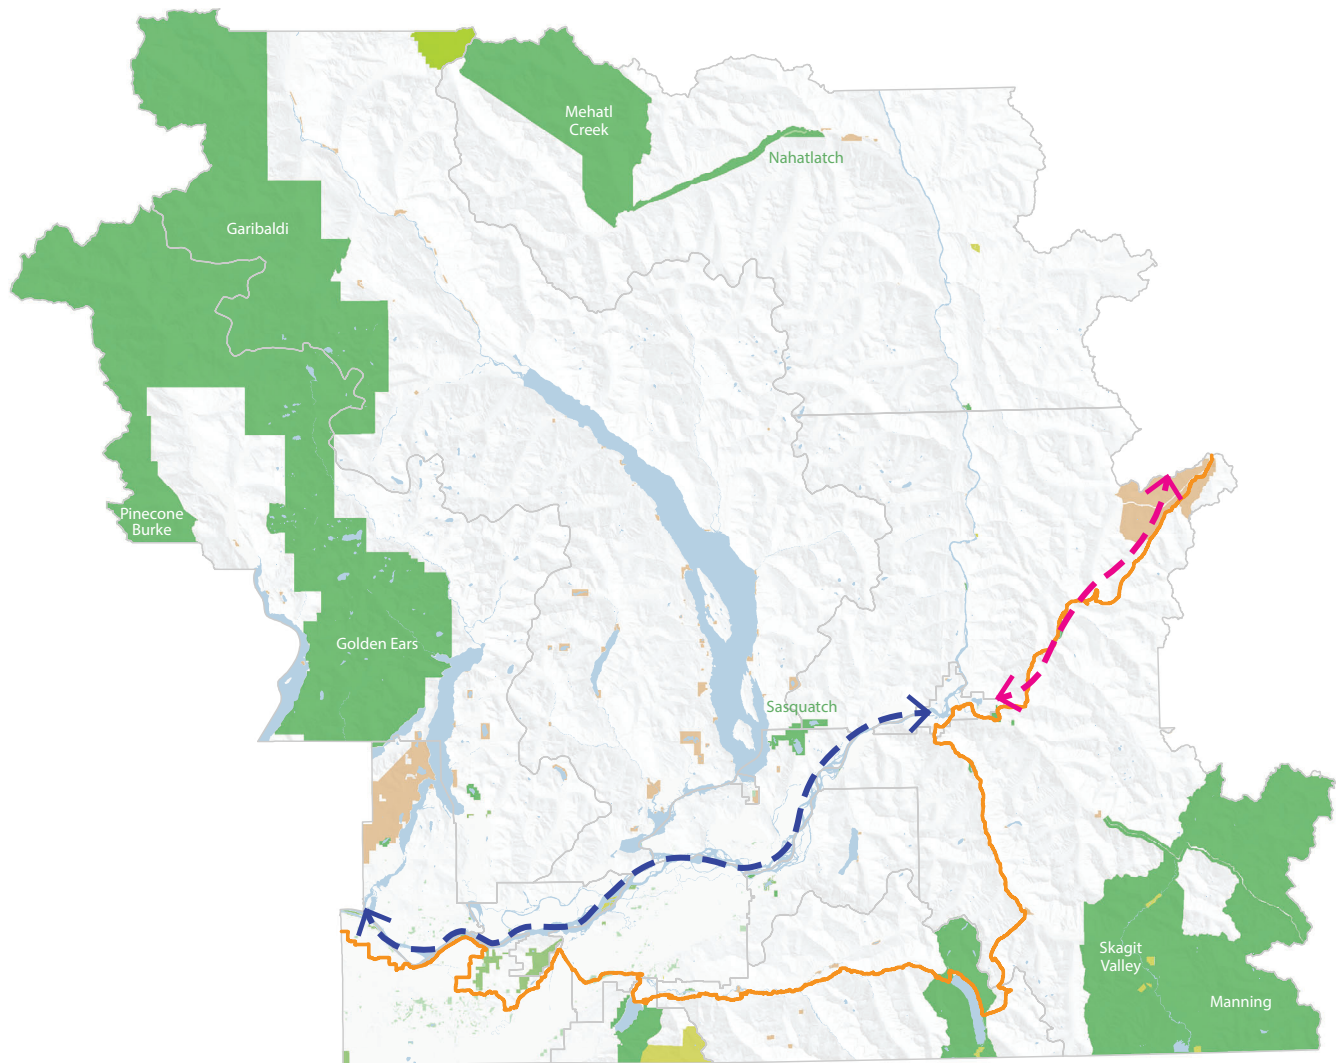 Mehatl
Creek
Nahatlatch
Garibaldi
Pinecone
Burke
Golden Ears
Sasquatch
Skagit
Valley
Manning